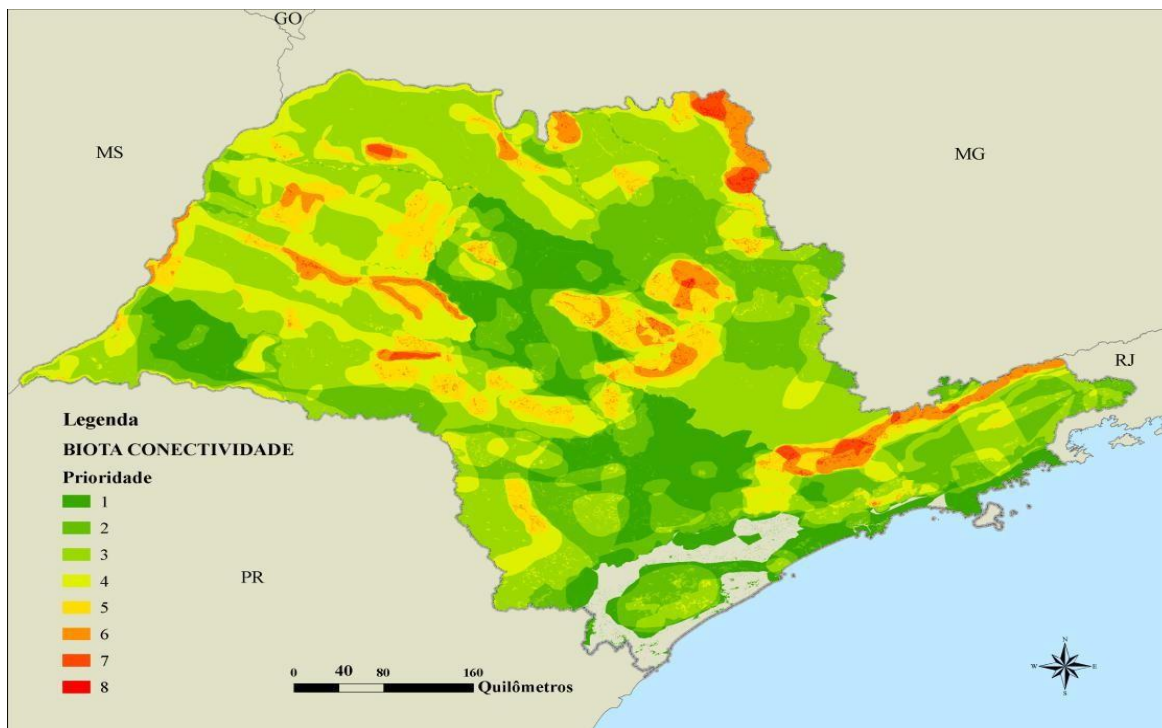 GO
MS
MG
RJ
PR
Legenda
BIOTA CONECTIVIDADE
Prioridade
1
2
3
4
5
6
7
8
0 40 80 160
Quilômetros
N
W E
S